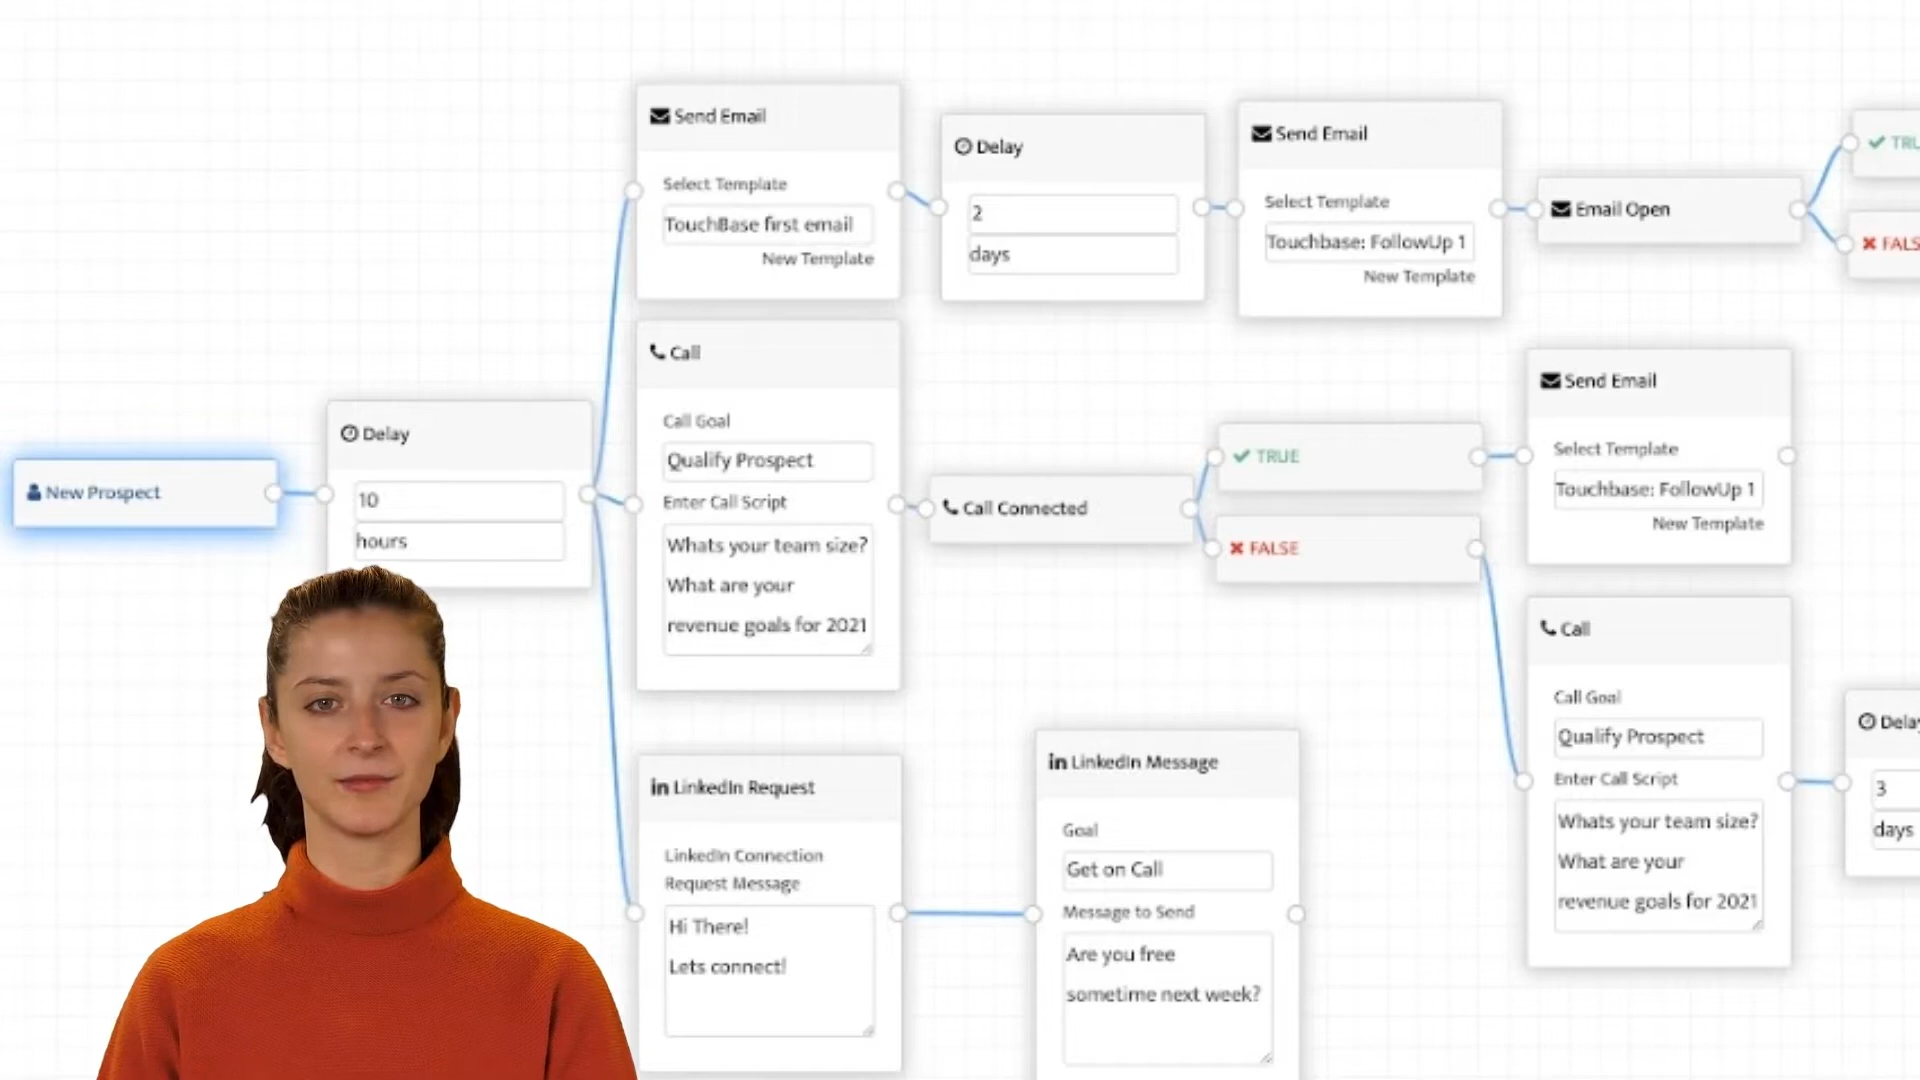 New Prospect
Delay
10
hours
Send Email
Select Template
TouchBase first email
New Template
Delay
2
days
Send Email
Select Template
Touchbase: FollowUp 1
New Template
Email Open
TRU
FALS
Call
Call Goal
Qualify Prospect
Enter Call Script
Whats your team size?
What are your
revenue goals for 2021
Call Connected
TRUE
FALSE
Send Email
Select Template
Touchbase: FollowUp 1
New Template
Call
Call Goal
Qualify Prospect
Enter Call Script
Whats your team size?
What are your
revenue goals for 2021
Delay
3
days
in LinkedIn Request
LinkedIn Connection
Request Message
Hi There!
Lets connect!
in LinkedIn Message
Goal
Get on Call
Message to Send
Are you free
sometime next week?